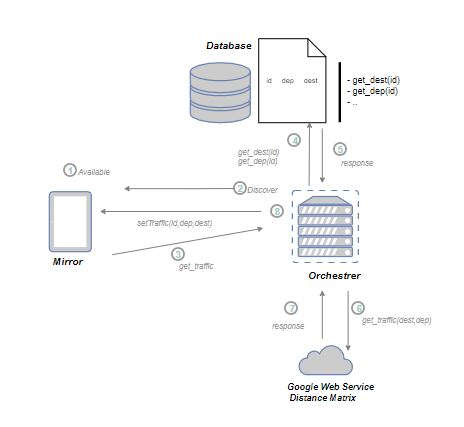 Database
id dep dest
- get_dest(id)
- get_dep(id)
- ..
4
5
get_dest(id)
get_dep(id)
response
1
Available
2
Discover
8
setTraffic(id,dep,dest)
3
get_traffic
Mirror
Orchestrer
7
6
response
get_traffic(dest,dep)
Google Web Service
Distance Matrix